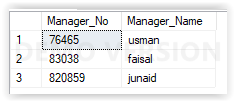 Manager_No Manager_Name
1 76465 usman
2 83038 faisal
3 820859 junaid